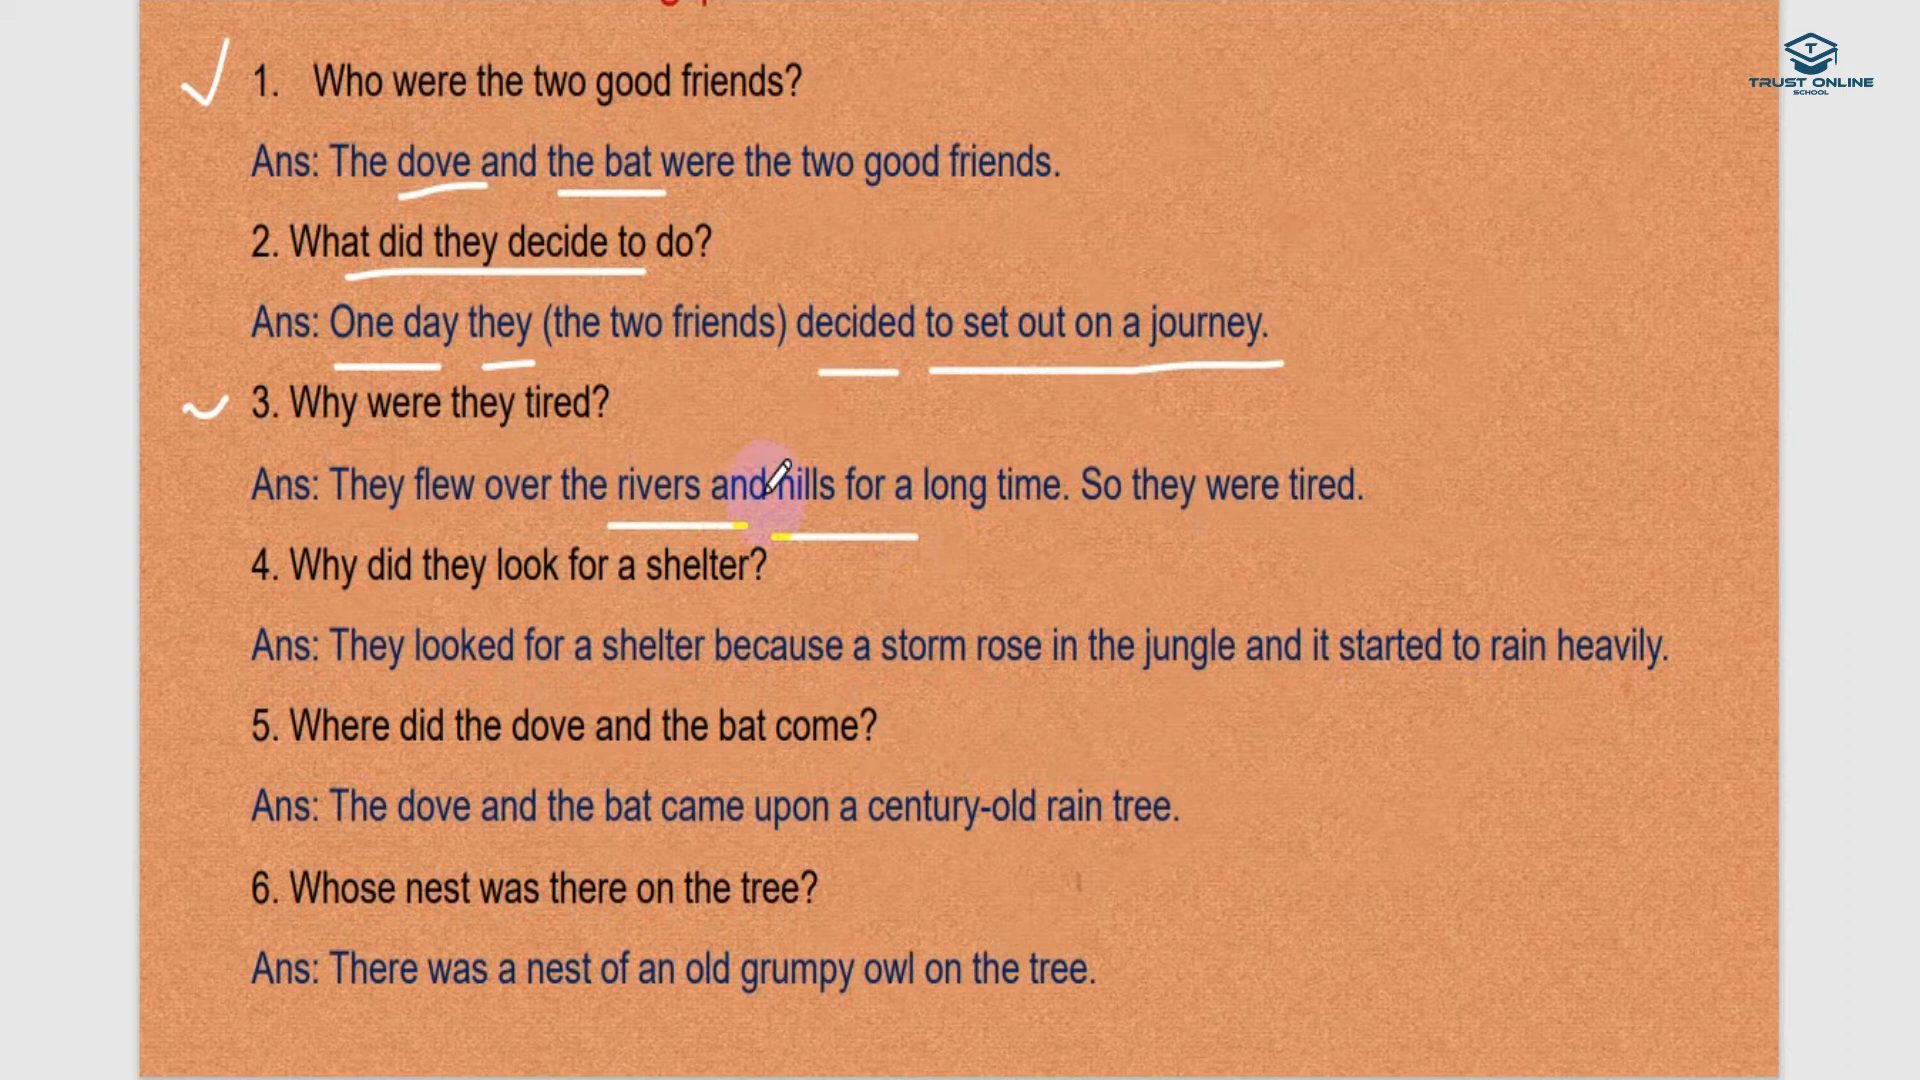 1. Who were the two good friends?
Ans: The dove and the bat were the two good friends.
2. What did they decide to do?
Ans: One day they (the two friends) decided to set out on a journey.
3. Why were they tired?
Ans: They flew over the rivers and hills for a long time. So they were tired.
4. Why did they look for a shelter?
Ans: They looked for a shelter because a storm rose in the jungle and it started to rain heavily.
5. Where did the dove and the bat come?
Ans: The dove and the bat came upon a century-old rain tree.
6. Whose nest was there on the tree?
Ans: There was a nest of an old grumpy owl on the tree.
T
TRUST ONLINE
SCHOOL